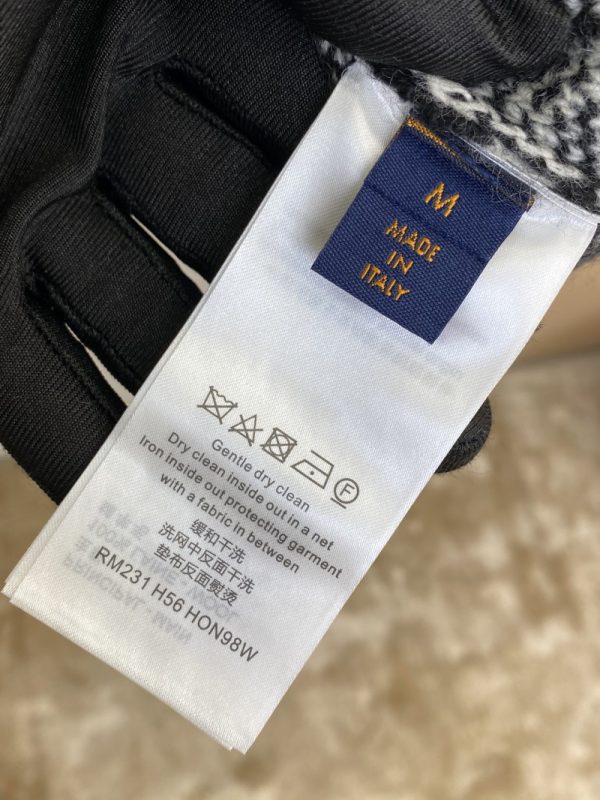 M
MADE
IN
ITALY
Gentle dry clean
Dry clean inside out in a net
Iron inside out protecting garment
with a fabric in between
缓和干洗
洗网中反面干洗
垫布反面熨烫
RM231 H56 HON98W